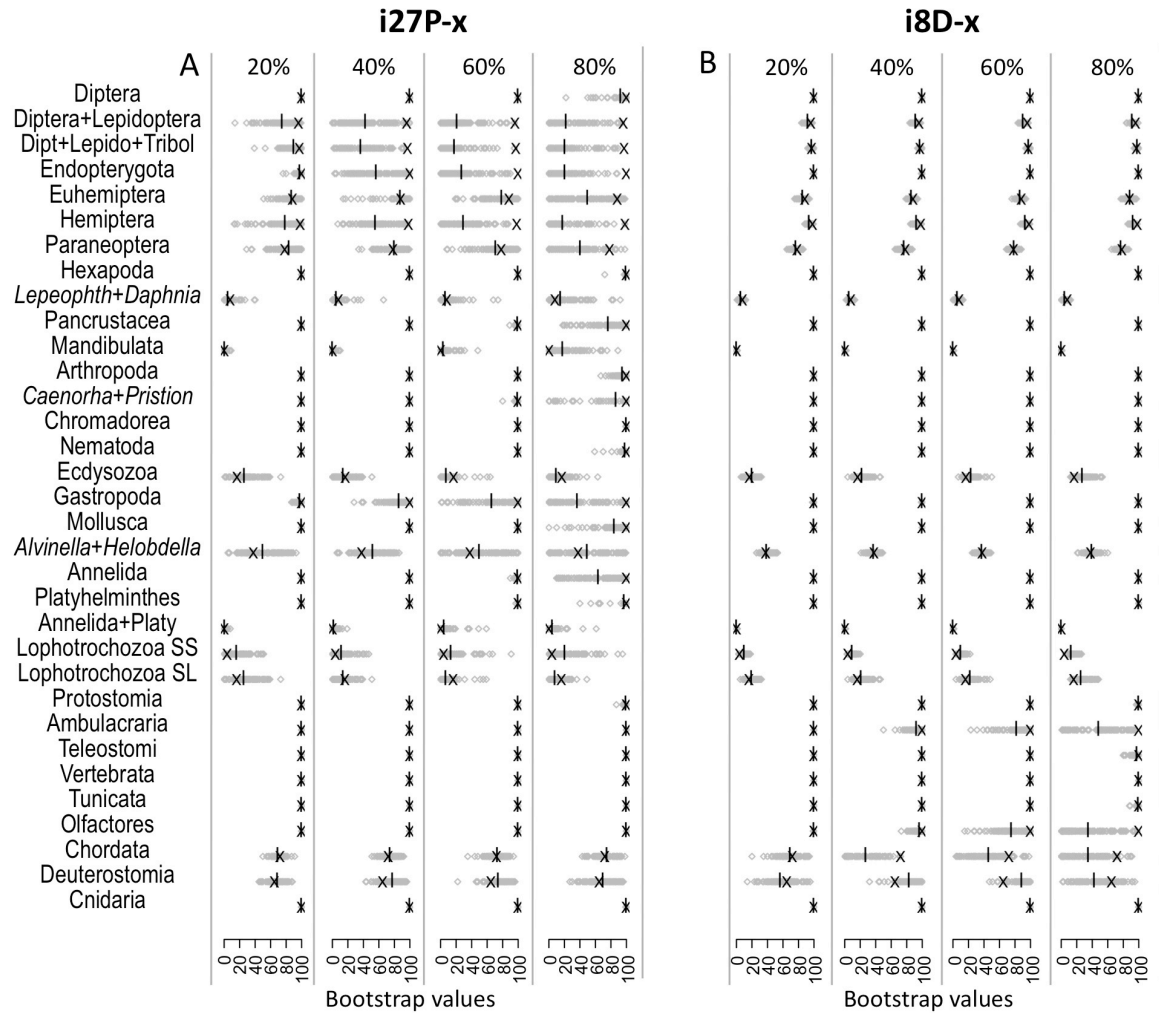 i27P-x
i8D-x
A
20%
40%
60%
80%
B
20%
40%
60%
80%
Diptera
Diptera+Lepidoptera
Dipt+Lepido+Tribol
Endopterygota
Euhemiptera
Hemiptera
Paraneoptera
Hexapoda
Lepeophth+Daphnia
Pancrustacea
Mandibulata
Arthropoda
Caenorha+Pristion
Chromadorea
Nematoda
Ecdysozoa
Gastropoda
Mollusca
Alvinella+Helobdella
Annelida
Platyhelminthes
Annelida+Platy
Lophotrochozoa SS
Lophotrochozoa SL
Protostomia
Ambulacraria
Teleostomi
Vertebrata
Tunicata
Olfactores
Chordata
Deuterostomia
Cnidaria
0 20 40 60 80 100
0 20 40 60 80 100
0 20 40 60 80 100
0 20 40 60 80 100
0 20 40 60 80 100
0 20 40 60 80 100
0 20 40 60 80 100
0 20 40 60 80 100
Bootstrap values
Bootstrap values